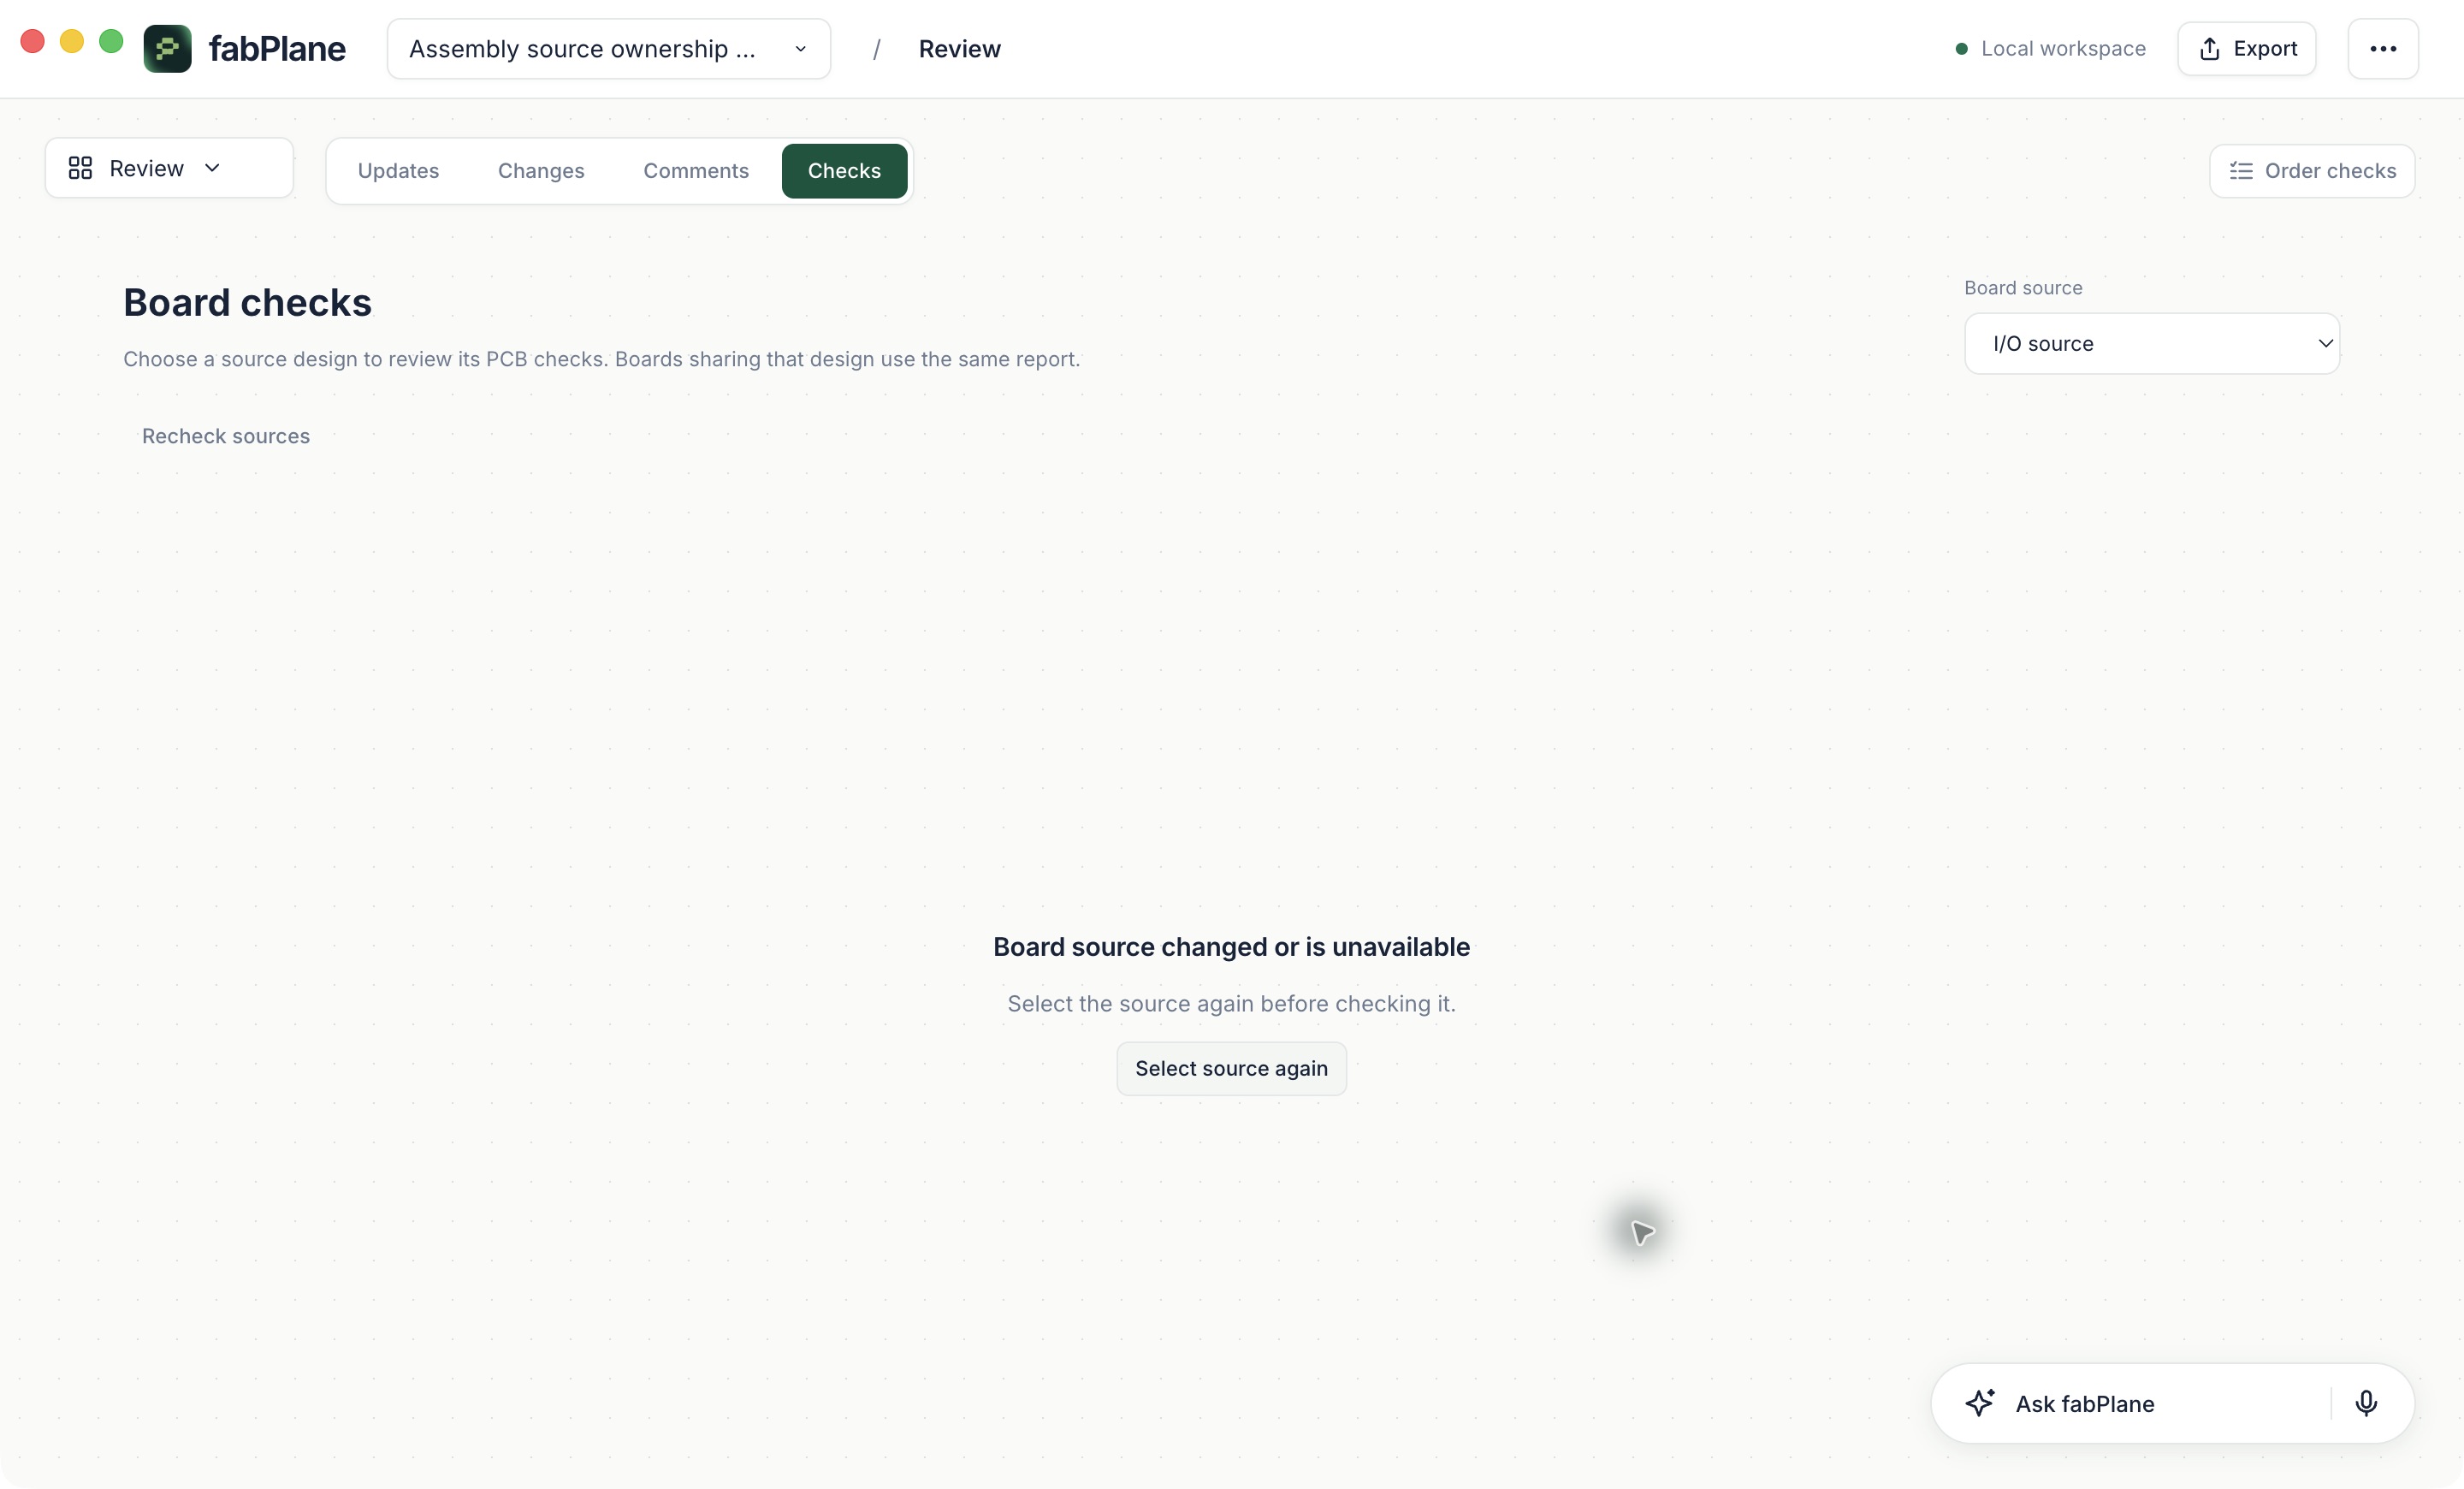 fabPlane
Assembly source ownership ...
/
Review
Local workspace
Export
Review
Updates
Changes
Comments
Checks
Order checks
Board checks
Choose a source design to review its PCB checks. Boards sharing that design use the same report.
Board source
I/O source
Recheck sources
Board source changed or is unavailable
Select the source again before checking it.
Select source again
Ask fabPlane